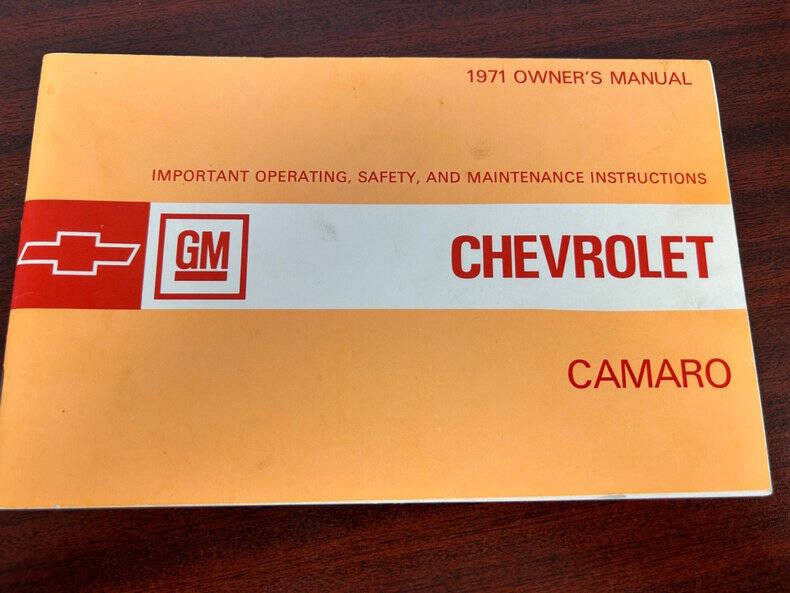 1971 OWNER'S MANUAL
IMPORTANT OPERATING, SAFETY, AND MAINTENANCE INSTRUCTIONS
GM
CHEVROLET
CAMARO